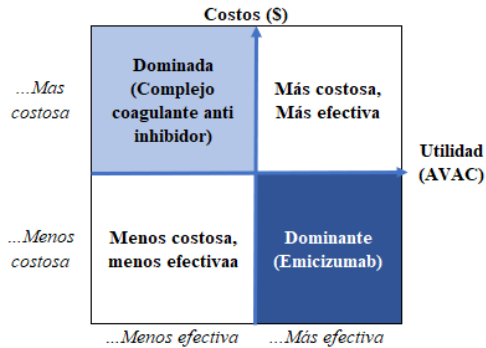 Costos ($)
...Mas
costosa
Dominada
(Complejo
coagulante anti
inhibidor)
Más costosa,
Más efectiva
Utilidad
(AVAC)
...Menos
costosa
Menos costosa,
menos efectivaa
Dominante
(Emicizumab)
...Menos efectiva
...Más efectiva